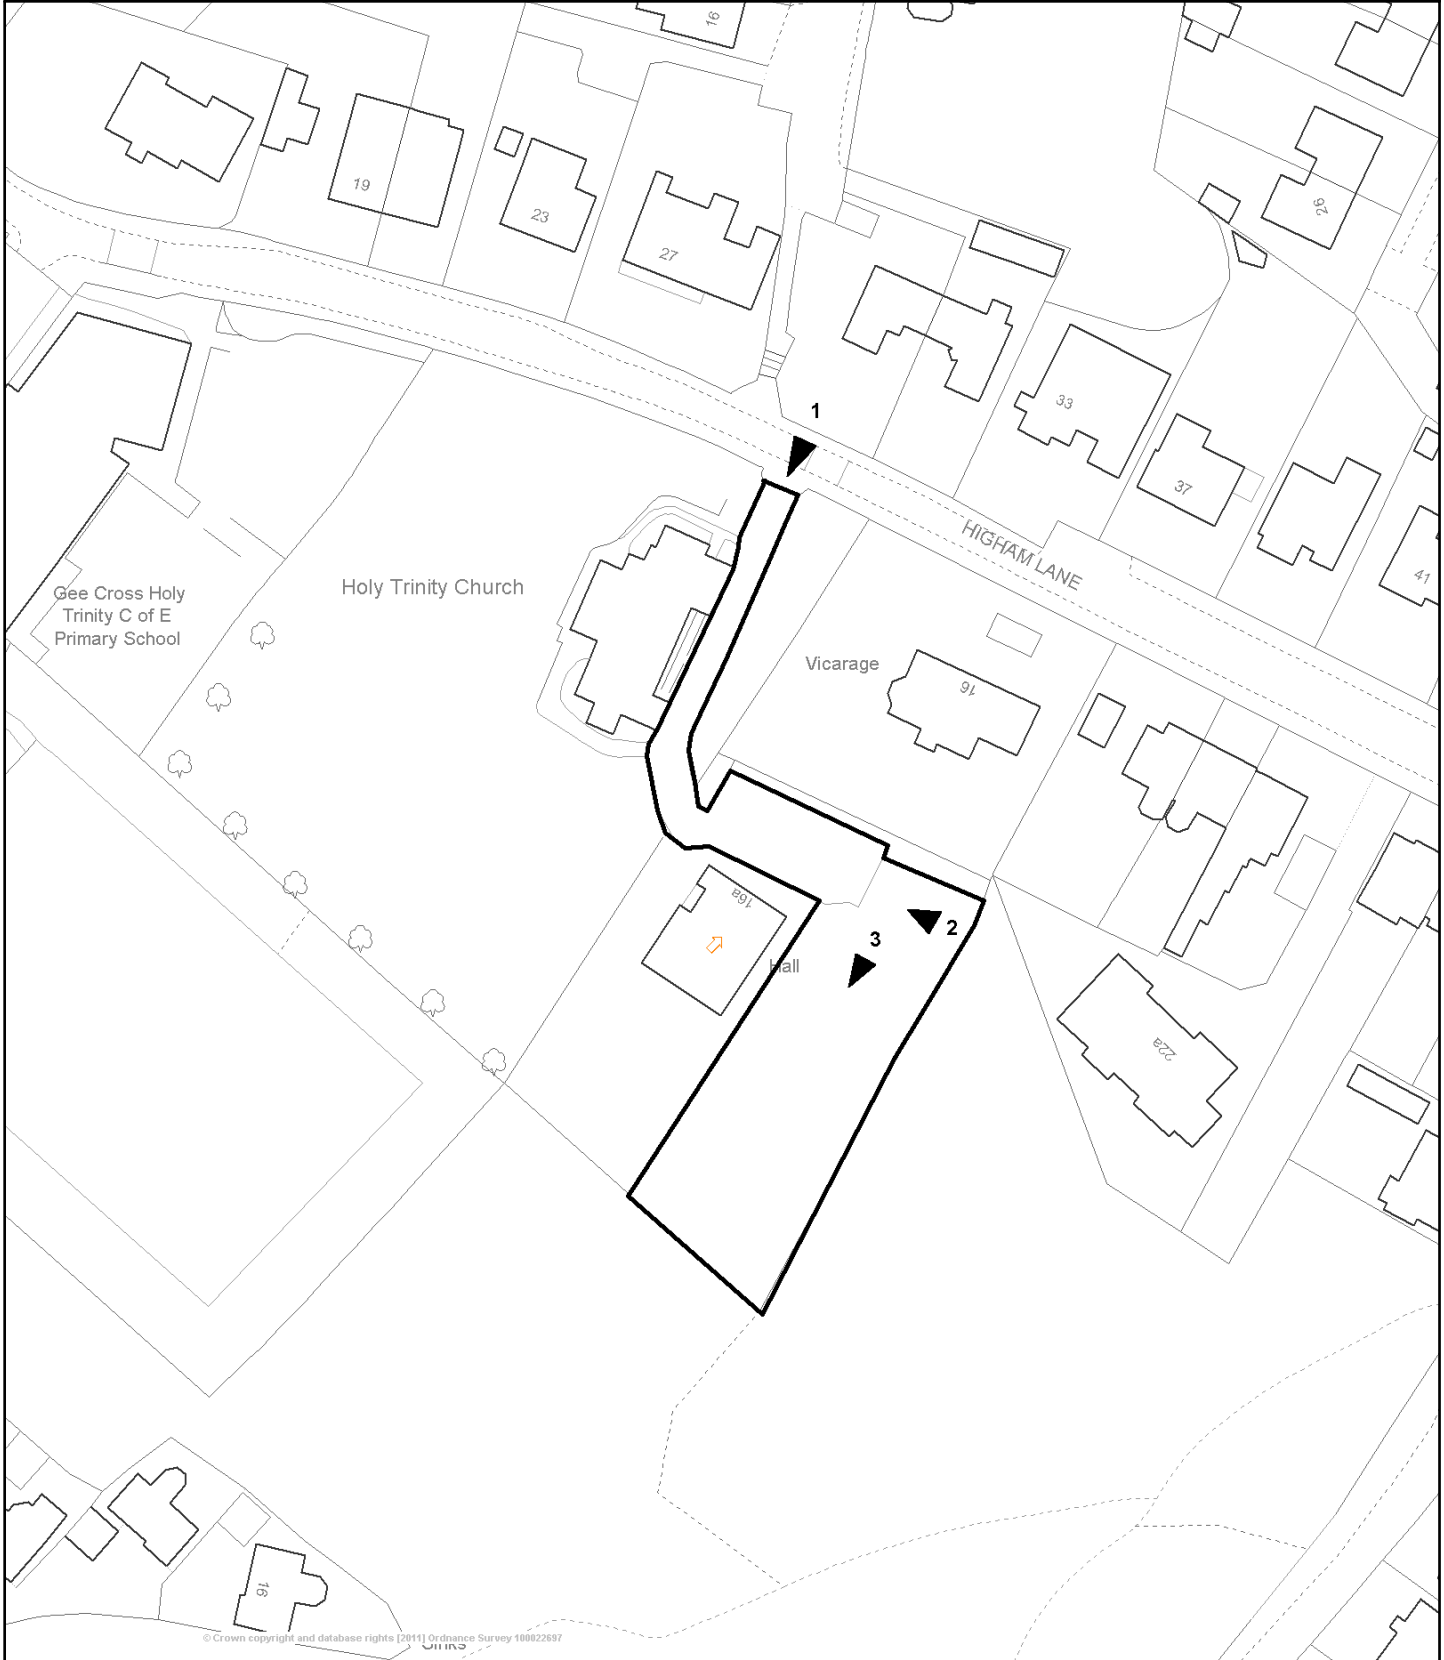 16
19
23
27
26
1
33
37
HIGHAM LANE
41
Holy Trinity Church
Gee Cross Holy
Trinity C of E
Primary School
Vicarage
16
16a
2
3
Hall
22a
16
© Crown copyright and database rights [2011] Ordnance Survey 100022697